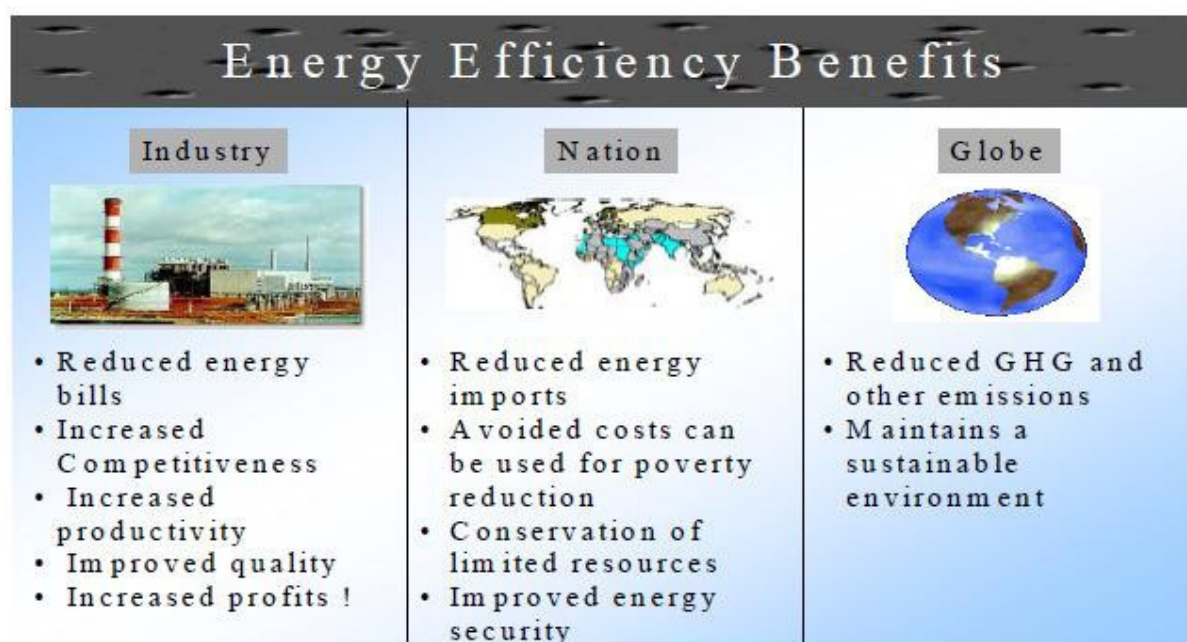 Energy Efficiency Benefits
Industry
• Reduced energy
bills
• Increased
Competitiveness
• Increased
productivity
• Improved quality
• Increased profits !
Nation
• Reduced energy
imports
• Avoided costs can
be used for poverty
reduction
• Conservation of
limited resources
• Improved energy
security
Globe
• Reduced GHG and
other emissions
• Maintains a
sustainable
environment